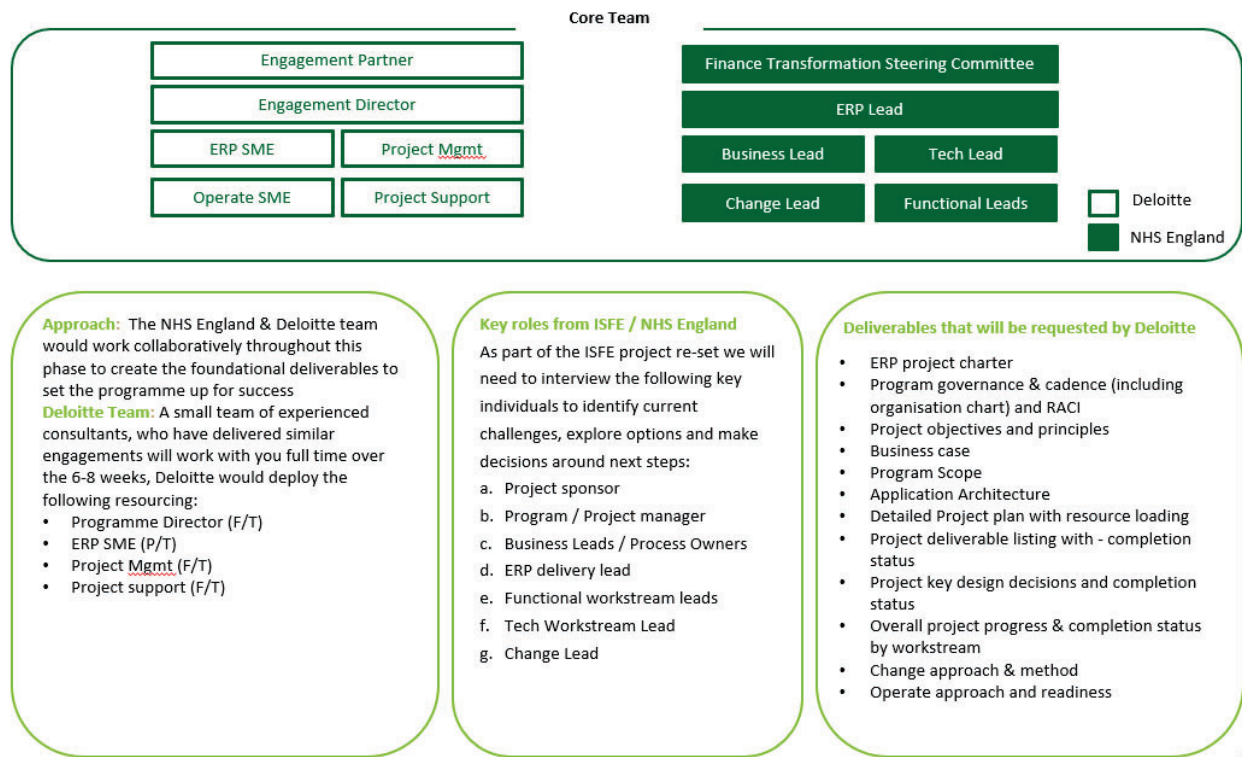 Core Team
Engagement Partner
Engagement Director
ERP SME
Project Mgmt
Operate SME
Project Support
Finance Transformation Steering Committee
ERP Lead
Business Lead
Tech Lead
Change Lead
Functional Leads
Deloitte
NHS England
Approach: The NHS England & Deloitte team
would work collaboratively throughout this
phase to create the foundational deliverables to
set the programme up for success
Deloitte Team: A small team of experienced
consultants, who have delivered similar
engagements will work with you full time over
the 6-8 weeks, Deloitte would deploy the
following resourcing:
• Programme Director (F/T)
• ERP SME (P/T)
• Project Mgmt (F/T)
• Project support (F/T)
Key roles from ISFE / NHS England
As part of the ISFE project re-set we will
need to interview the following key
individuals to identify current
challenges, explore options and make
decisions around next steps:
a. Project sponsor
b. Program / Project manager
c. Business Leads / Process Owners
d. ERP delivery lead
e. Functional workstream leads
f. Tech Workstream Lead
g. Change Lead
Deliverables that will be requested by Deloitte
• ERP project charter
• Program governance & cadence (including
organisation chart) and RACI
• Project objectives and principles
• Business case
• Program Scope
• Application Architecture
• Detailed Project plan with resource loading
• Project deliverable listing with - completion
status
• Project key design decisions and completion
status
• Overall project progress & completion status
by workstream
• Change approach & method
• Operate approach and readiness